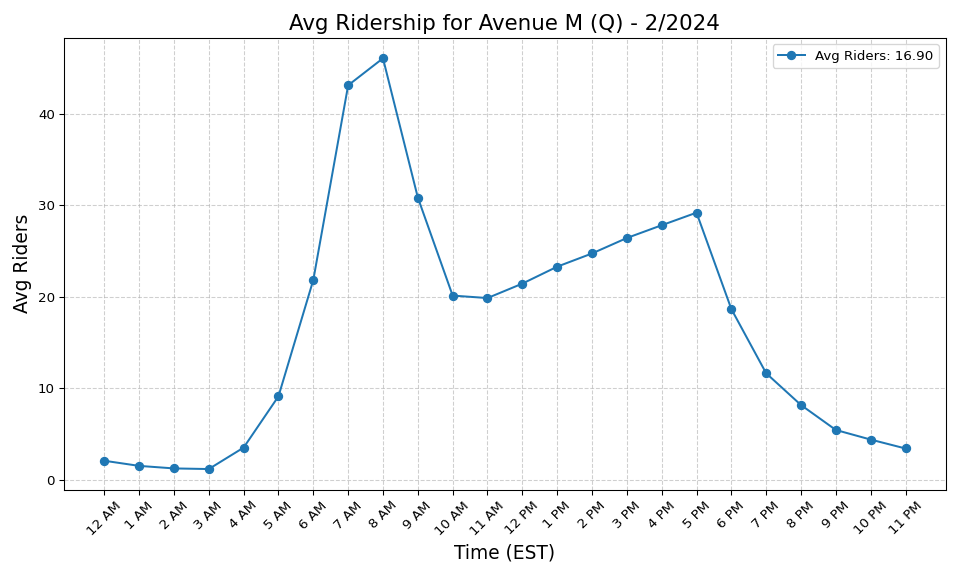 Avg Ridership for Avenue M (Q) - 2/2024
Avg Riders: 16.90
Avg Riders
40
30
20
10
0
12 AM
1 AM
2 AM
3 AM
4 AM
5 AM
6 AM
7 AM
8 AM
9 AM
10 AM
11 AM
12 PM
1 PM
2 PM
3 PM
4 PM
5 PM
6 PM
7 PM
8 PM
9 PM
10 PM
11 PM
Time (EST)